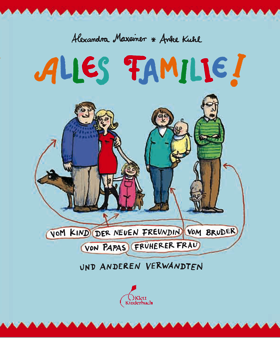 Alexandra Maxeiner * Anke Kuhl
ALLES FAMILIE!
VOM KIND DER NEUEN FREUNDIN VOM BRUDER
VON PAPAS FRÜHERER FRAU
UND ANDEREN VERWANDTEN
Klett
Kinderbuch